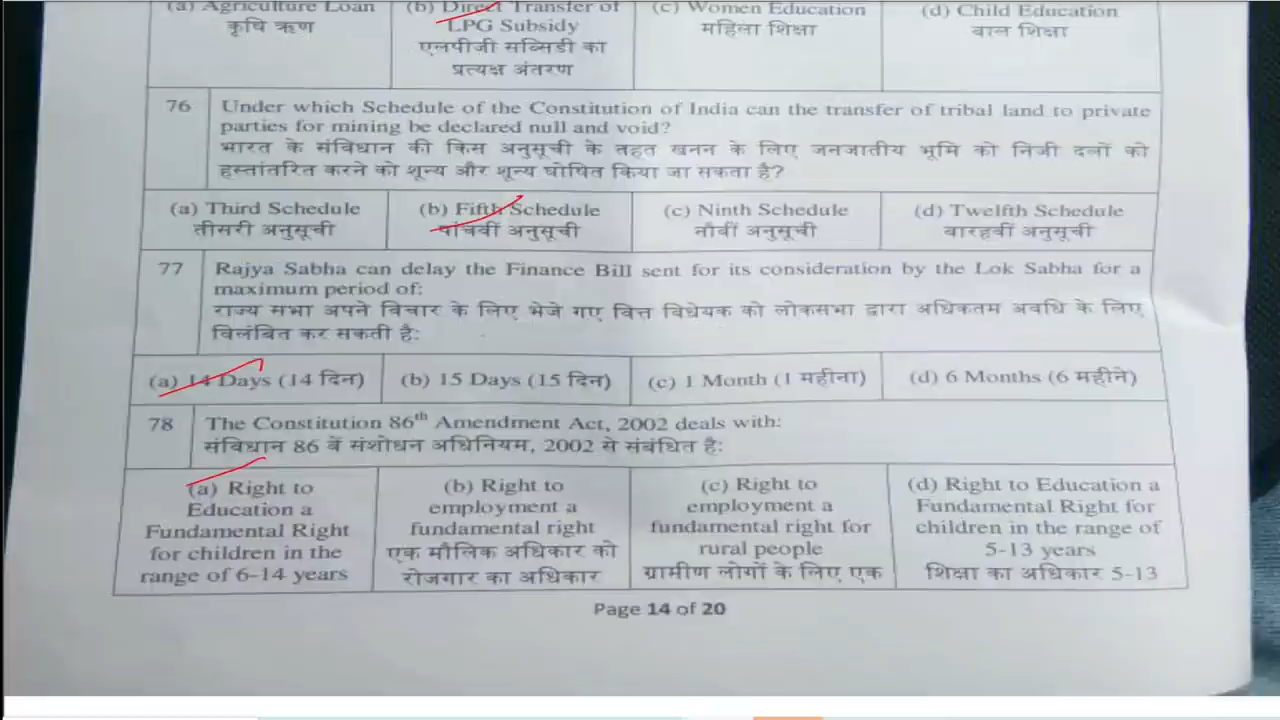 (a) Agriculture Loan
कृषि ऋण
(b) Direct Transfer of
LPG Subsidy
एलपीजी सब्सिडी का
प्रत्यक्ष अंतरण
(c) Women Education
महिला शिक्षा
(d) Child Education
बाल शिक्षा
76 Under which Schedule of the Constitution of India can the transfer of tribal land to private
parties for mining be declared null and void?
भारत के संविधान की किस अनुसूची के तहत खनन के लिए जनजातीय भूमि को निजी दलों को
हस्तांतरित करने को शून्य और शून्य घोषित किया जा सकता है?
(a) Third Schedule
तीसरी अनुसूची
(b) Fifth Schedule
पांचवीं अनुसूची
(c) Ninth Schedule
नौवीं अनुसूची
(d) Twelfth Schedule
बारहवीं अनुसूची
77 Rajya Sabha can delay the Finance Bill sent for its consideration by the Lok Sabha for a
maximum period of:
राज्य सभा अपने विचार के लिए भेजे गए वित्त विधेयक को लोकसभा द्वारा अधिकतम अवधि के लिए
विलंबित कर सकती है:
(a) 14 Days (14 दिन)
(b) 15 Days (15 दिन)
(c) 1 Month (1 महीना)
(d) 6 Months (6 महीने)
78 The Constitution 86th Amendment Act, 2002 deals with:
संविधान 86 वें संशोधन अधिनियम, 2002 से संबंधित है:
(a) Right to
Education a
Fundamental Right
for children in the
range of 6-14 years
(b) Right to
employment a
fundamental right
एक मौलिक अधिकार को
रोजगार का अधिकार
(c) Right to
employment a
fundamental right for
rural people
ग्रामीण लोगों के लिए एक
(d) Right to Education a
Fundamental Right for
children in the range of
5-13 years
शिक्षा का अधिकार 5-13
Page 14 of 20